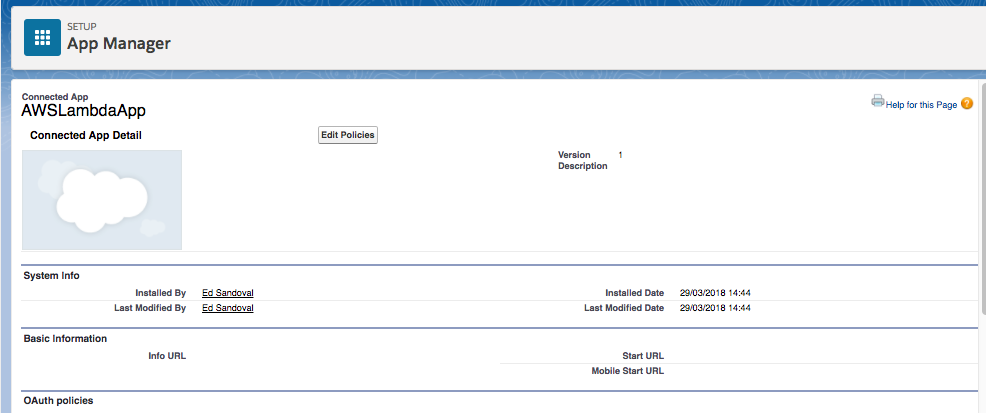 SETUP
App Manager
Connected App
AWSLambdaApp
Help for this Page ?
Connected App Detail
Edit Policies
Version 1
Description
System Info
Installed By Ed Sandoval Installed Date 29/03/2018 14:44
Last Modified By Ed Sandoval Last Modified Date 29/03/2018 14:44
Basic Information
Info URL Start URL
Mobile Start URL
OAuth policies